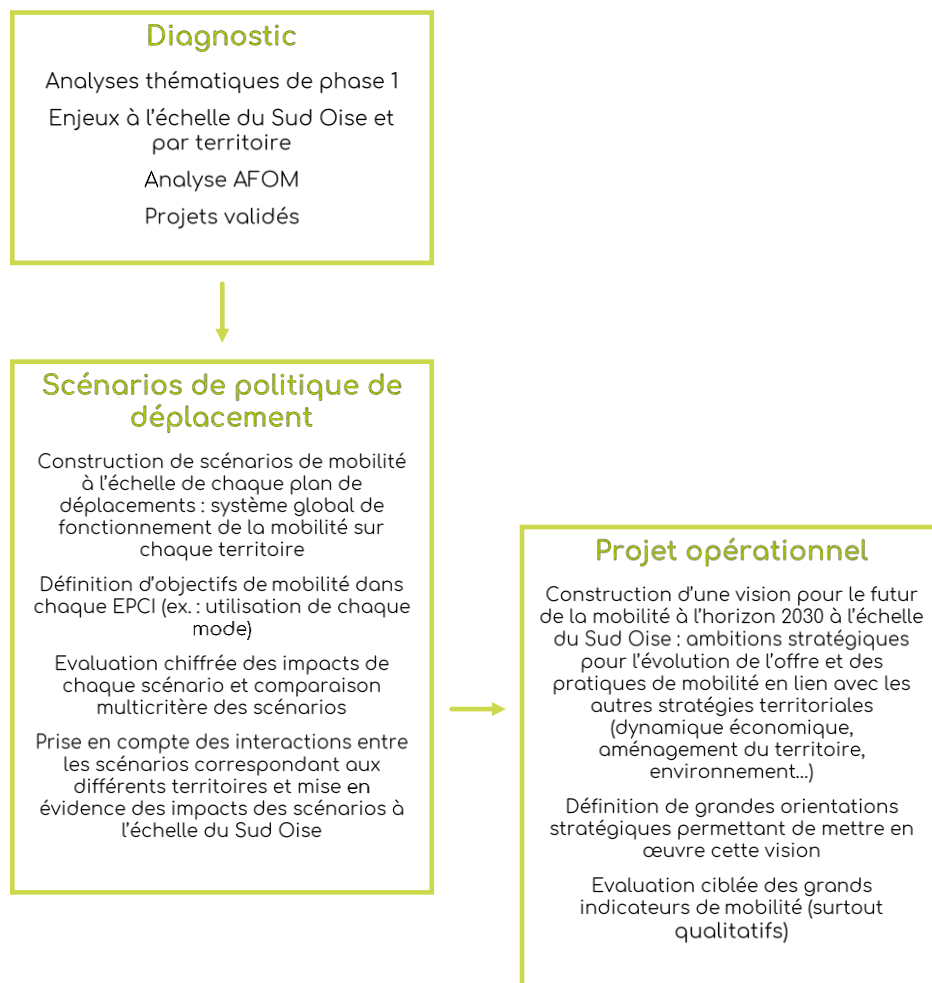 Diagnostic
Analyses thématiques de phase 1
Enjeux à l'échelle du Sud Oise et
par territoire
Analyse AFOM
Projets validés
Scénarios de politique de
déplacement
Construction de scénarios de mobilité
à l'échelle de chaque plan de
déplacements : système global de
fonctionnement de la mobilité sur
chaque territoire
Définition d'objectifs de mobilité dans
chaque EPCI (ex. : utilisation de chaque
mode)
Evaluation chiffrée des impacts de
chaque scénario et comparaison
multicritère des scénarios
Prise en compte des interactions entre
les scénarios correspondant aux
différents territoires et mise en
évidence des impacts des scénarios à
l'échelle du Sud Oise
Projet opérationnel
Construction d'une vision pour le futur
de la mobilité à l'horizon 2030 à l'échelle
du Sud Oise : ambitions stratégiques
pour l'évolution de l'offre et des
pratiques de mobilité en lien avec les
autres stratégies territoriales
(dynamique économique,
aménagement du territoire,
environnement...)
Définition de grandes orientations
stratégiques permettant de mettre en
œuvre cette vision
Evaluation ciblée des grands
indicateurs de mobilité (surtout
qualitatifs)